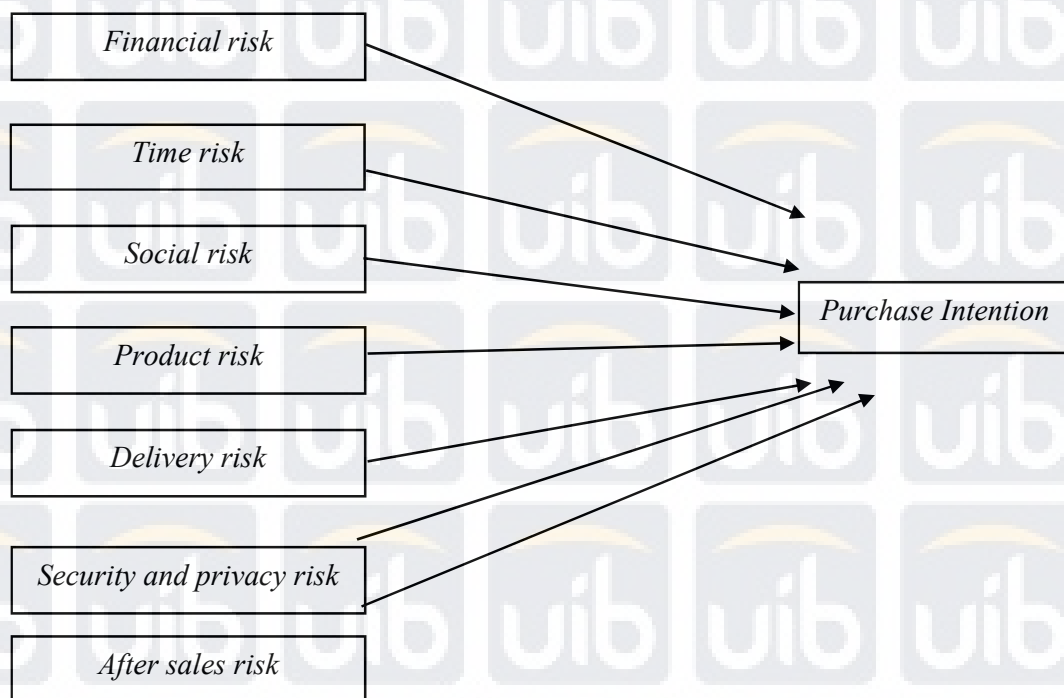 Financial risk
Time risk
Social risk
Purchase Intention
Product risk
Delivery risk
Security and privacy risk
After sales risk
uib